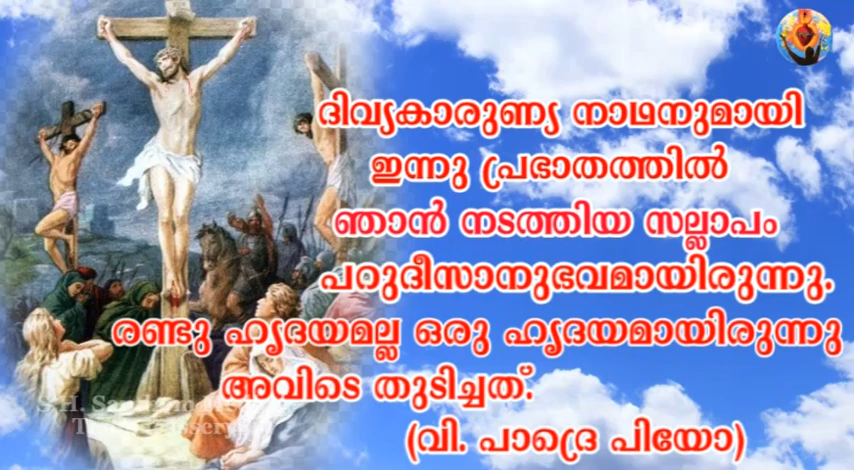 ദിവ്യകാരുണ്യ നാഥനുമായി
ഇന്നു പ്രഭാതത്തിൽ
ഞാൻ നടത്തിയ സല്ലാപം
പറുദീസാനുഭവമായിരുന്നു.
രണ്ടു ഹൃദയമല്ല ഒരു ഹൃദയമായിരുന്നു
അവിടെ തുടിച്ചത്.
(വി. പാദ്രെ പിയോ)